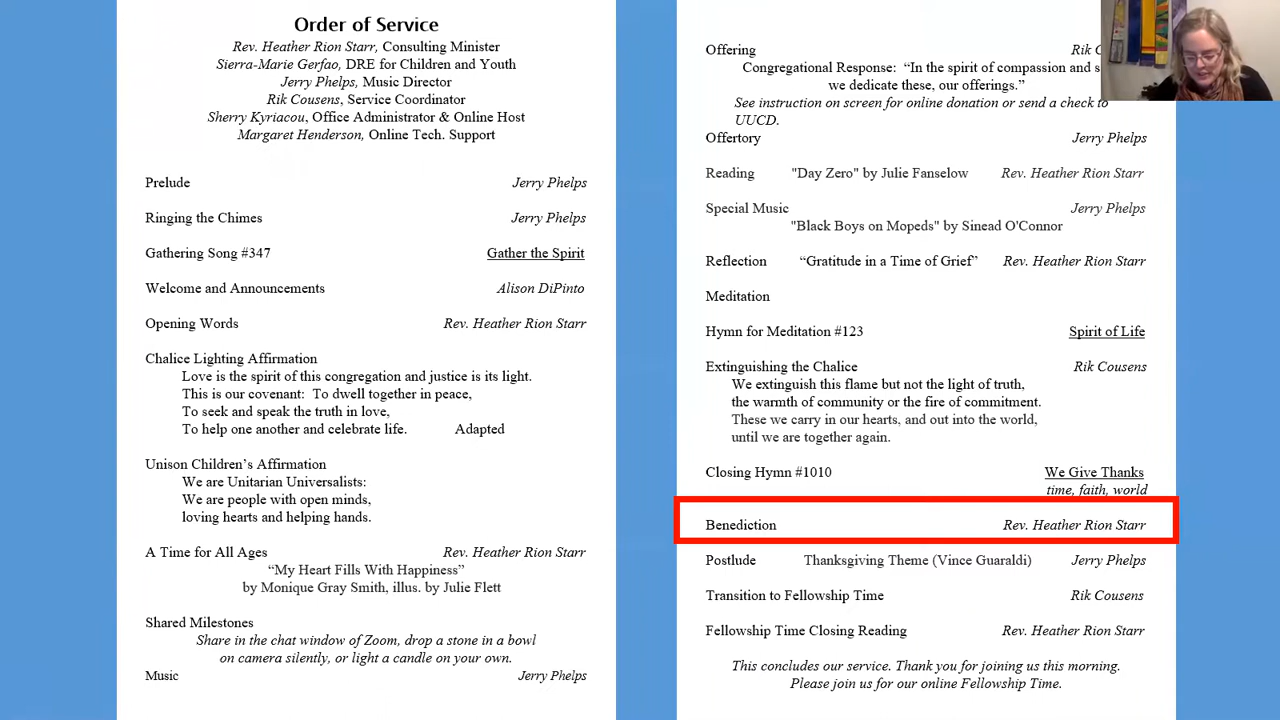 Order of Service
Rev. Heather Rion Starr, Consulting Minister
Sierra-Marie Gerfao, DRE for Children and Youth
Jerry Phelps, Music Director
Rik Cousens, Service Coordinator
Sherry Kyriacou, Office Administrator & Online Host
Margaret Henderson, Online Tech. Support
Prelude Jerry Phelps
Ringing the Chimes Jerry Phelps
Gathering Song #347 Gather the Spirit
Welcome and Announcements Alison DiPinto
Opening Words Rev. Heather Rion Starr
Chalice Lighting Affirmation
Love is the spirit of this congregation and justice is its light.
This is our covenant: To dwell together in peace,
To seek and speak the truth in love,
To help one another and celebrate life. Adapted
Unison Children’s Affirmation
We are Unitarian Universalists:
We are people with open minds,
loving hearts and helping hands.
A Time for All Ages Rev. Heather Rion Starr
“My Heart Fills With Happiness”
by Monique Gray Smith, illus. by Julie Flett
Shared Milestones
Share in the chat window of Zoom, drop a stone in a bowl
on camera silently, or light a candle on your own.
Music Jerry Phelps
Offering Rik
Congregational Response: “In the spirit of compassion and
we dedicate these, our offerings.”
See instruction on screen for online donation or send a check to
UUCD.
Offertory Jerry Phelps
Reading "Day Zero" by Julie Fanselow Rev. Heather Rion Starr
Special Music Jerry Phelps
"Black Boys on Mopeds" by Sinead O'Connor
Reflection “Gratitude in a Time of Grief” Rev. Heather Rion Starr
Meditation
Hymn for Meditation #123 Spirit of Life
Extinguishing the Chalice Rik Cousens
We extinguish this flame but not the light of truth,
the warmth of community or the fire of commitment.
These we carry in our hearts, and out into the world,
until we are together again.
Closing Hymn #1010 We Give Thanks
time, faith, world
Benediction Rev. Heather Rion Starr
Postlude Thanksgiving Theme (Vince Guaraldi) Jerry Phelps
Transition to Fellowship Time Rik Cousens
Fellowship Time Closing Reading Rev. Heather Rion Starr
This concludes our service. Thank you for joining us this morning.
Please join us for our online Fellowship Time.